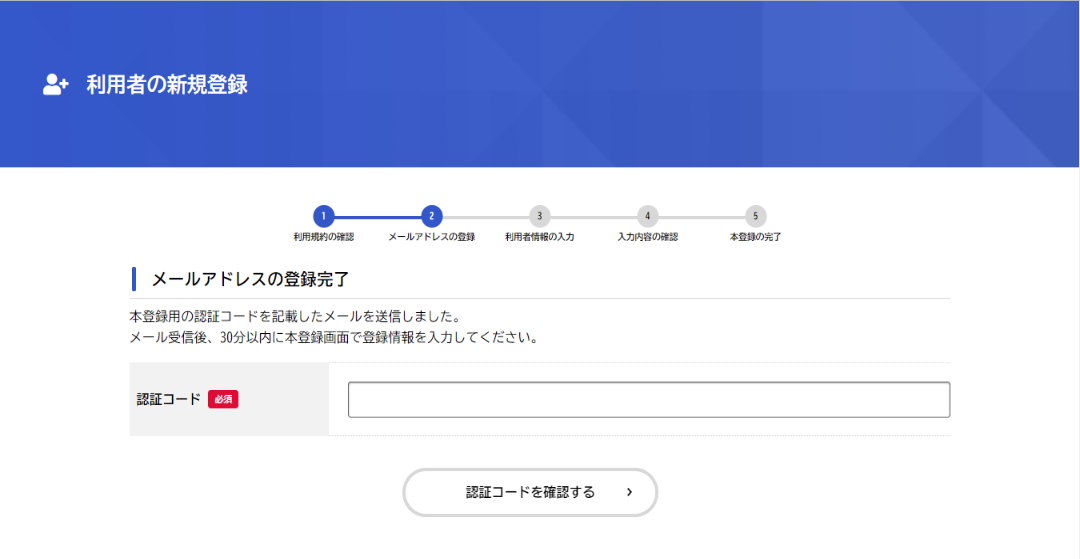 利用者の新規登録
1 2 3 4 5
利用規約の確認 メールアドレスの登録 利用者情報の入力 入力内容の確認 本登録の完了
メールアドレスの登録完了
本登録用の認証コードを記載したメールを送信しました。
メール受信後、30分以内に本登録画面で登録情報を入力してください。
認証コード 必須
認証コードを確認する